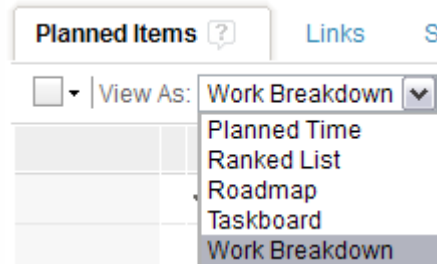 Planned Items ? Links S
View As: Work Breakdown
Planned Time
Ranked List
Roadmap
Taskboard
Work Breakdown